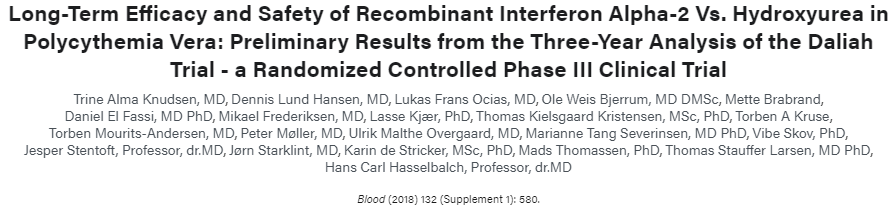 Long-Term Efficacy and Safety of Recombinant Interferon Alpha-2 Vs. Hydroxyurea in
Polycythemia Vera: Preliminary Results from the Three-Year Analysis of the Daliah
Trial - a Randomized Controlled Phase III Clinical Trial
Trine Alma Knudsen, MD, Dennis Lund Hansen, MD, Lukas Frans Ocias, MD, Ole Weis Bjerrum, MD DMSc, Mette Brabrand,
Daniel El Fassi, MD PhD, Mikael Frederiksen, MD, Lasse Kjær, PhD, Thomas Kielsgaard Kristensen, MSc, PhD, Torben A Kruse,
Torben Mourits-Andersen, MD, Peter Møller, MD, Ulrik Malthe Overgaard, MD, Marianne Tang Severinsen, MD PhD, Vibe Skov, PhD,
Jesper Stentoft, Professor, dr.MD, Jørn Starklint, MD, Karin de Stricker, MSc, PhD, Mads Thomassen, PhD, Thomas Stauffer Larsen, MD PhD,
Hans Carl Hasselbalch, Professor, dr.MD
Blood (2018) 132 (Supplement 1): 580.